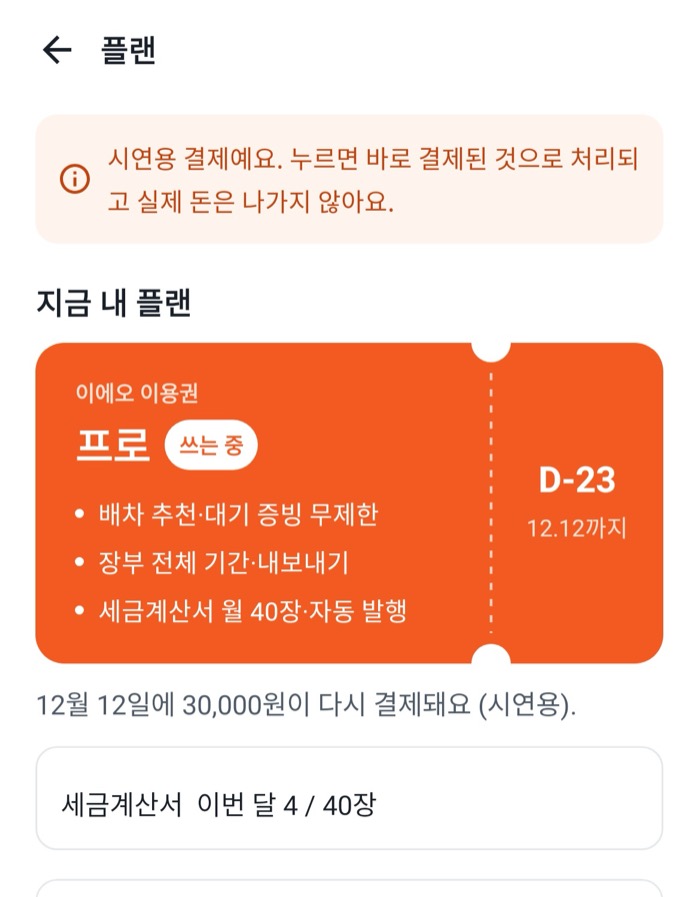 플랜
시연용 결제예요. 누르면 바로 결제된 것으로 처리되
고 실제 돈은 나가지 않아요.
지금 내 플랜
이에오 이용권
프로 쓰는 중
• 배차 추천·대기 증빙 무제한
• 장부 전체 기간·내보내기
• 세금계산서 월 40장·자동 발행
D-23
12.12까지
12월 12일에 30,000원이 다시 결제돼요 (시연용).
세금계산서 이번 달 4 / 40장